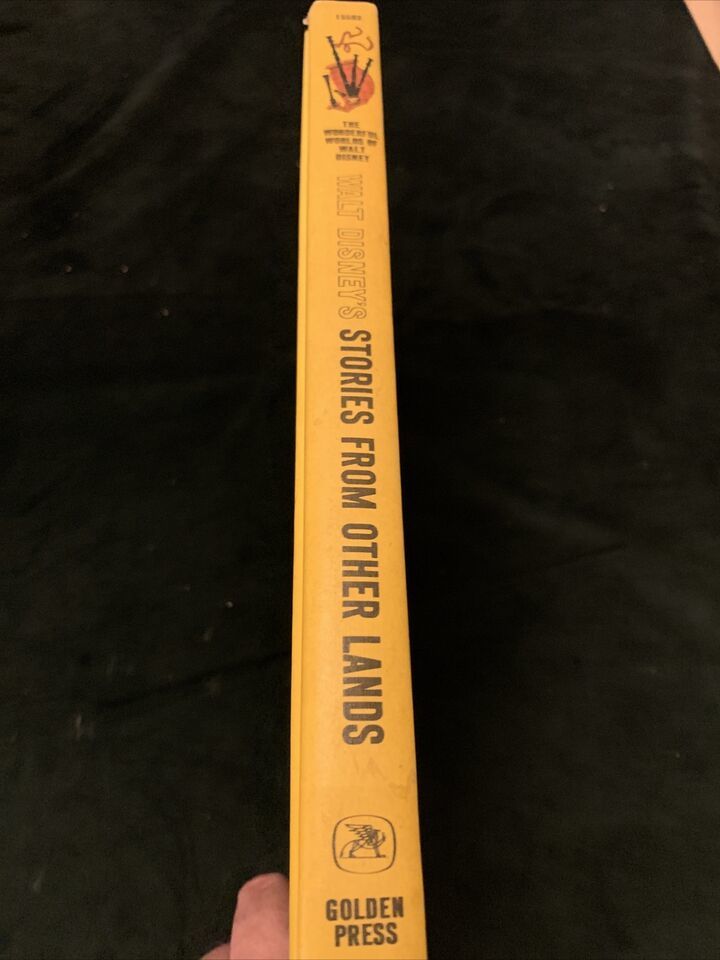 THE
WONDERFUL
WORLDS OF
WALT
DISNEY
WALT DISNEY'S STORIES FROM OTHER LANDS
GOLDEN
PRESS